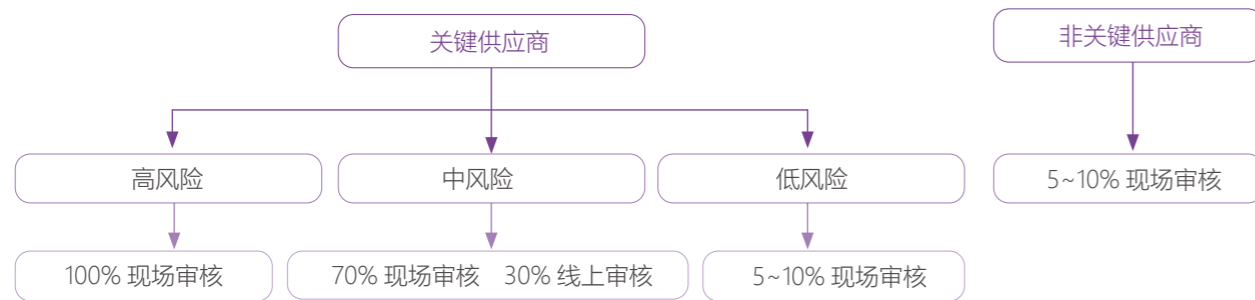 关键供应商
非关键供应商
高风险
中风险
低风险
5~10% 现场审核
100% 现场审核
70% 现场审核 30% 线上审核
5~10% 现场审核